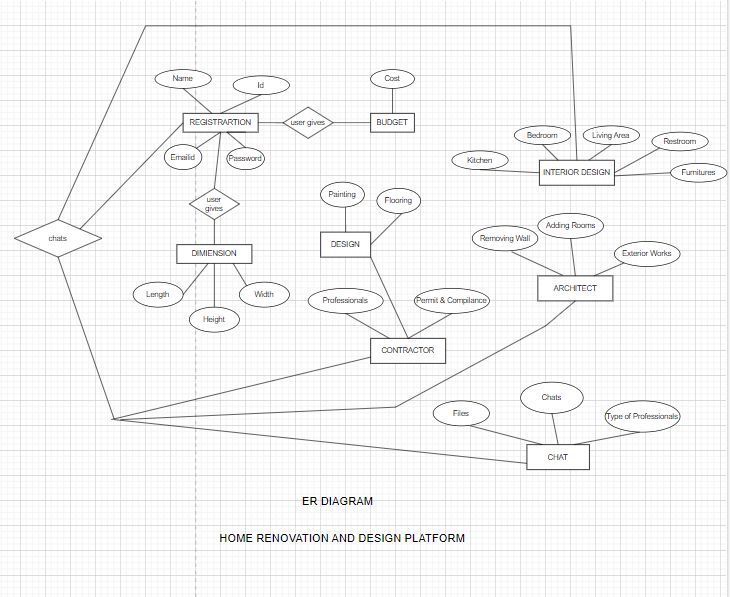 Name
Id
Cost
REGISTRARTION
user gives
BUDGET
Bedroom
Living Area
Restroom
Kitchen
INTERIOR DESIGN
Furnitures
Emailid
Password
user
gives
Painting
Flooring
chats
DIMIENSION
DESIGN
Removing Wall
Adding Rooms
Exterior Works
Length
Width
Height
ARCHITECT
Professionals
Permit & Compilance
CONTRACTOR
Files
Chats
Type of Professionals
CHAT
ER DIAGRAM
HOME RENOVATION AND DESIGN PLATFORM